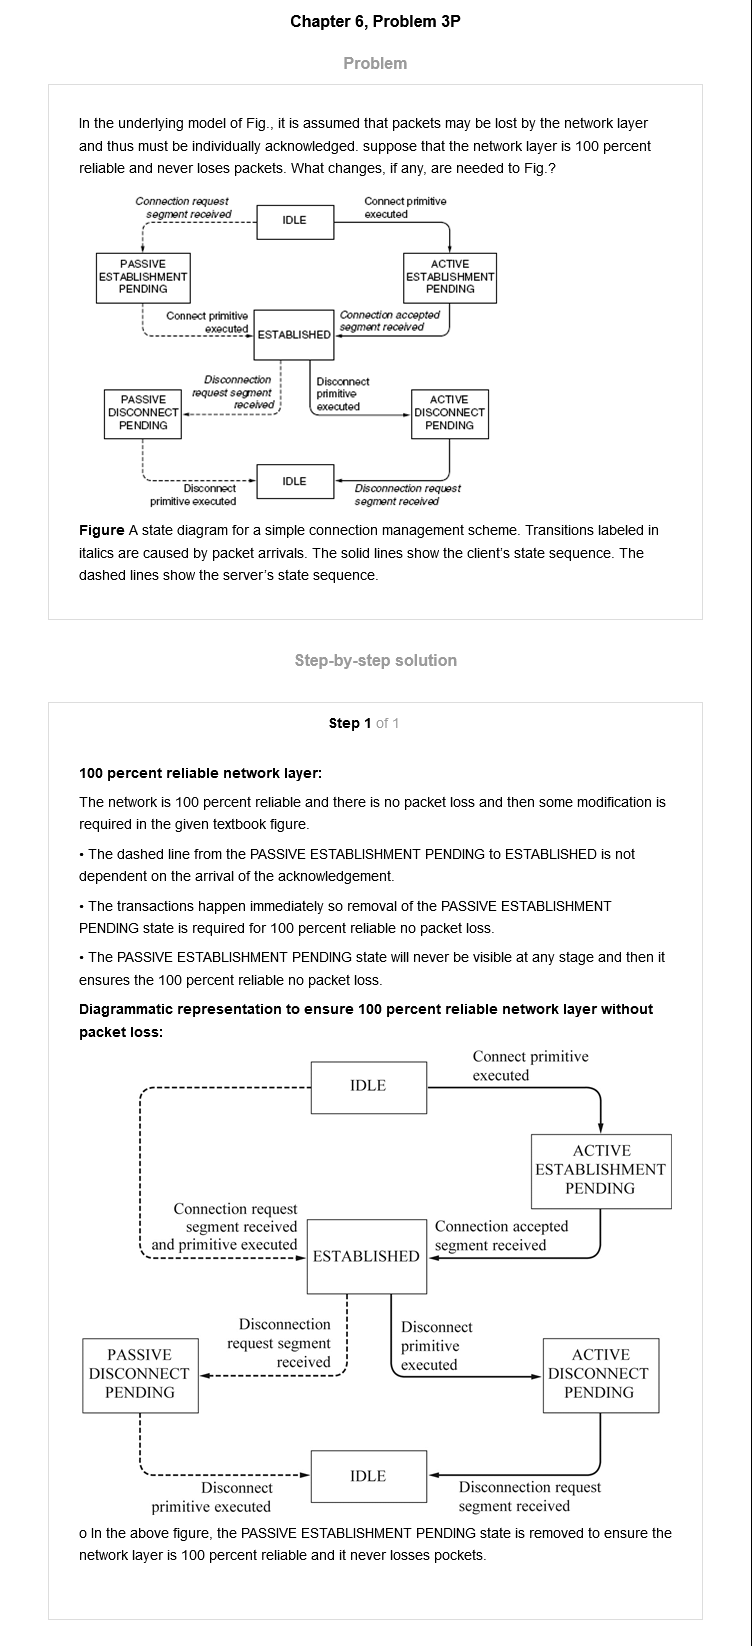 Chapter 6, Problem 3P
Problem
In the underlying model of Fig., it is assumed that packets may be lost by the network layer
and thus must be individually acknowledged. suppose that the network layer is 100 percent
reliable and never loses packets. What changes, if any, are needed to Fig.?
Connection request
segment received
IDLE
Connect primitive
executed
PASSIVE
ESTABLISHMENT
PENDING
ACTIVE
ESTABLISHMENT
PENDING
Connect primitive
executed
ESTABLISHED
Connection accepted
segment received
Disconnection
request segment
received
Disconnect
primitive
executed
PASSIVE
DISCONNECT
PENDING
ACTIVE
DISCONNECT
PENDING
IDLE
Disconnect
primitive executed
Disconnection request
segment received
Figure A state diagram for a simple connection management scheme. Transitions labeled in
italics are caused by packet arrivals. The solid lines show the client's state sequence. The
dashed lines show the server's state sequence.
Step-by-step solution
Step 1 of 1
100 percent reliable network layer:
The network is 100 percent reliable and there is no packet loss and then some modification is
required in the given textbook figure.
• The dashed line from the PASSIVE ESTABLISHMENT PENDING to ESTABLISHED is not
dependent on the arrival of the acknowledgement.
• The transactions happen immediately so removal of the PASSIVE ESTABLISHMENT
PENDING state is required for 100 percent reliable no packet loss.
• The PASSIVE ESTABLISHMENT PENDING state will never be visible at any stage and then it
ensures the 100 percent reliable no packet loss.
Diagrammatic representation to ensure 100 percent reliable network layer without
packet loss:
Connect primitive
executed
IDLE
ACTIVE
ESTABLISHMENT
PENDING
Connection request
segment received
and primitive executed
ESTABLISHED
Connection accepted
segment received
Disconnection
request segment
received
Disconnect
primitive
executed
PASSIVE
DISCONNECT
PENDING
ACTIVE
DISCONNECT
PENDING
IDLE
Disconnect
primitive executed
Disconnection request
segment received
o In the above figure, the PASSIVE ESTABLISHMENT PENDING state is removed to ensure the
network layer is 100 percent reliable and it never losses pockets.